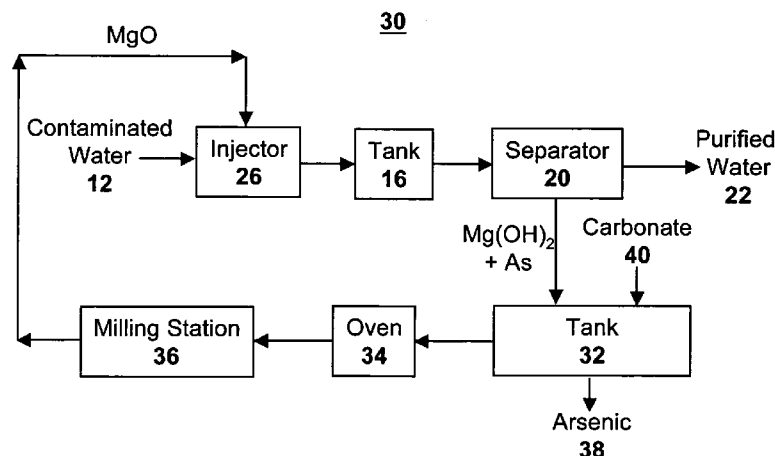 30
MgO
Contaminated
Water
12
Injector
26
Tank
16
Separator
20
Purified
Water
22
Mg(OH)₂
+ As
Carbonate
40
Milling Station
36
Oven
34
Tank
32
Arsenic
38